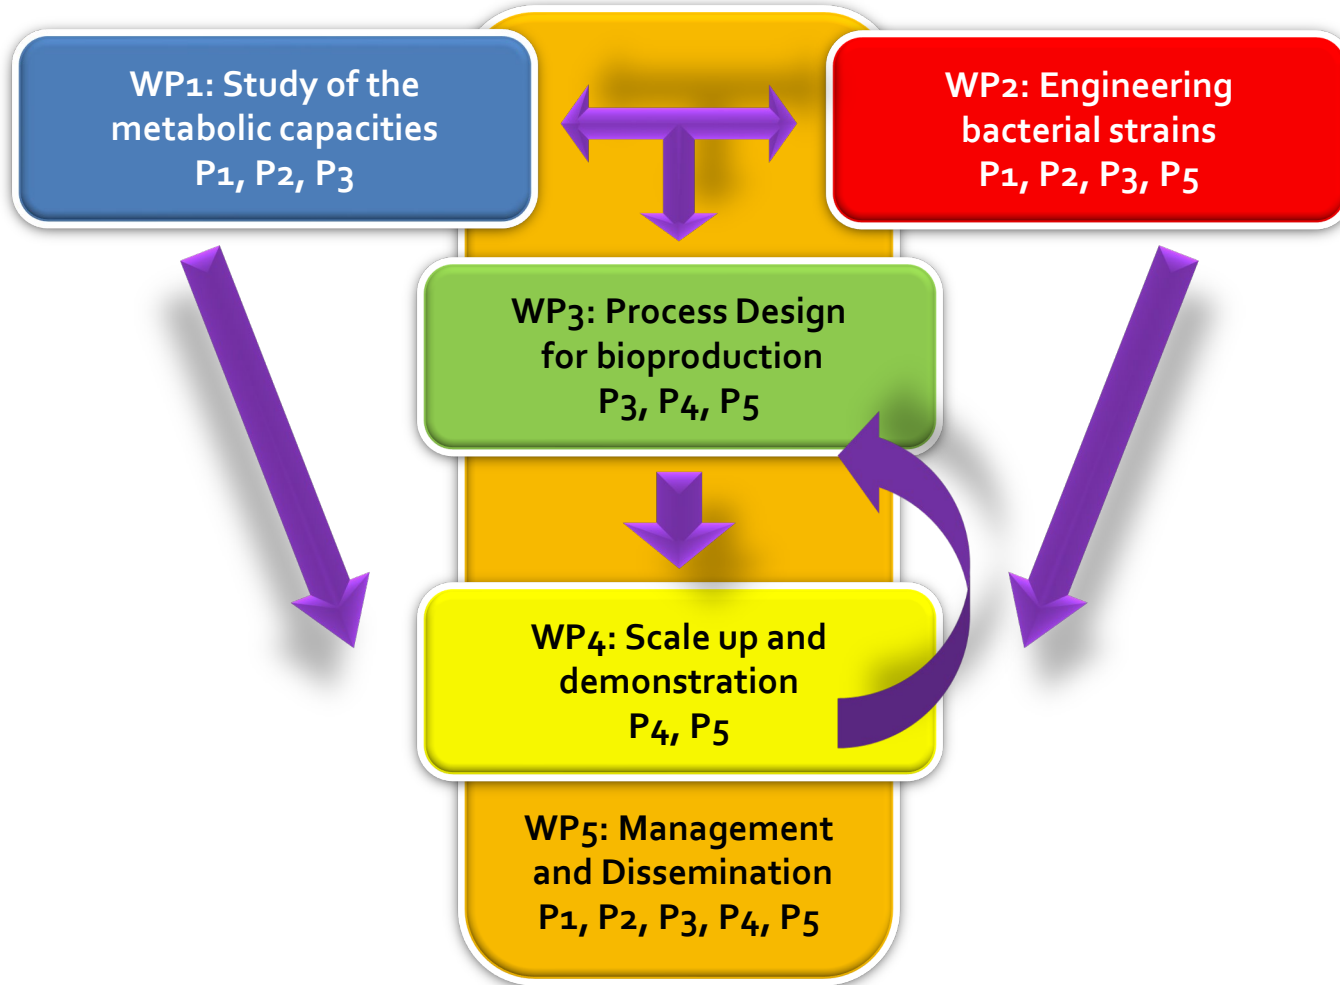 WP1: Study of the
metabolic capacities
P1, P2, P3
WP2: Engineering
bacterial strains
P1, P2, P3, P5
WP3: Process Design
for bioproduction
P3, P4, P5
WP4: Scale up and
demonstration
P4, P5
WP5: Management
and Dissemination
P1, P2, P3, P4, P5